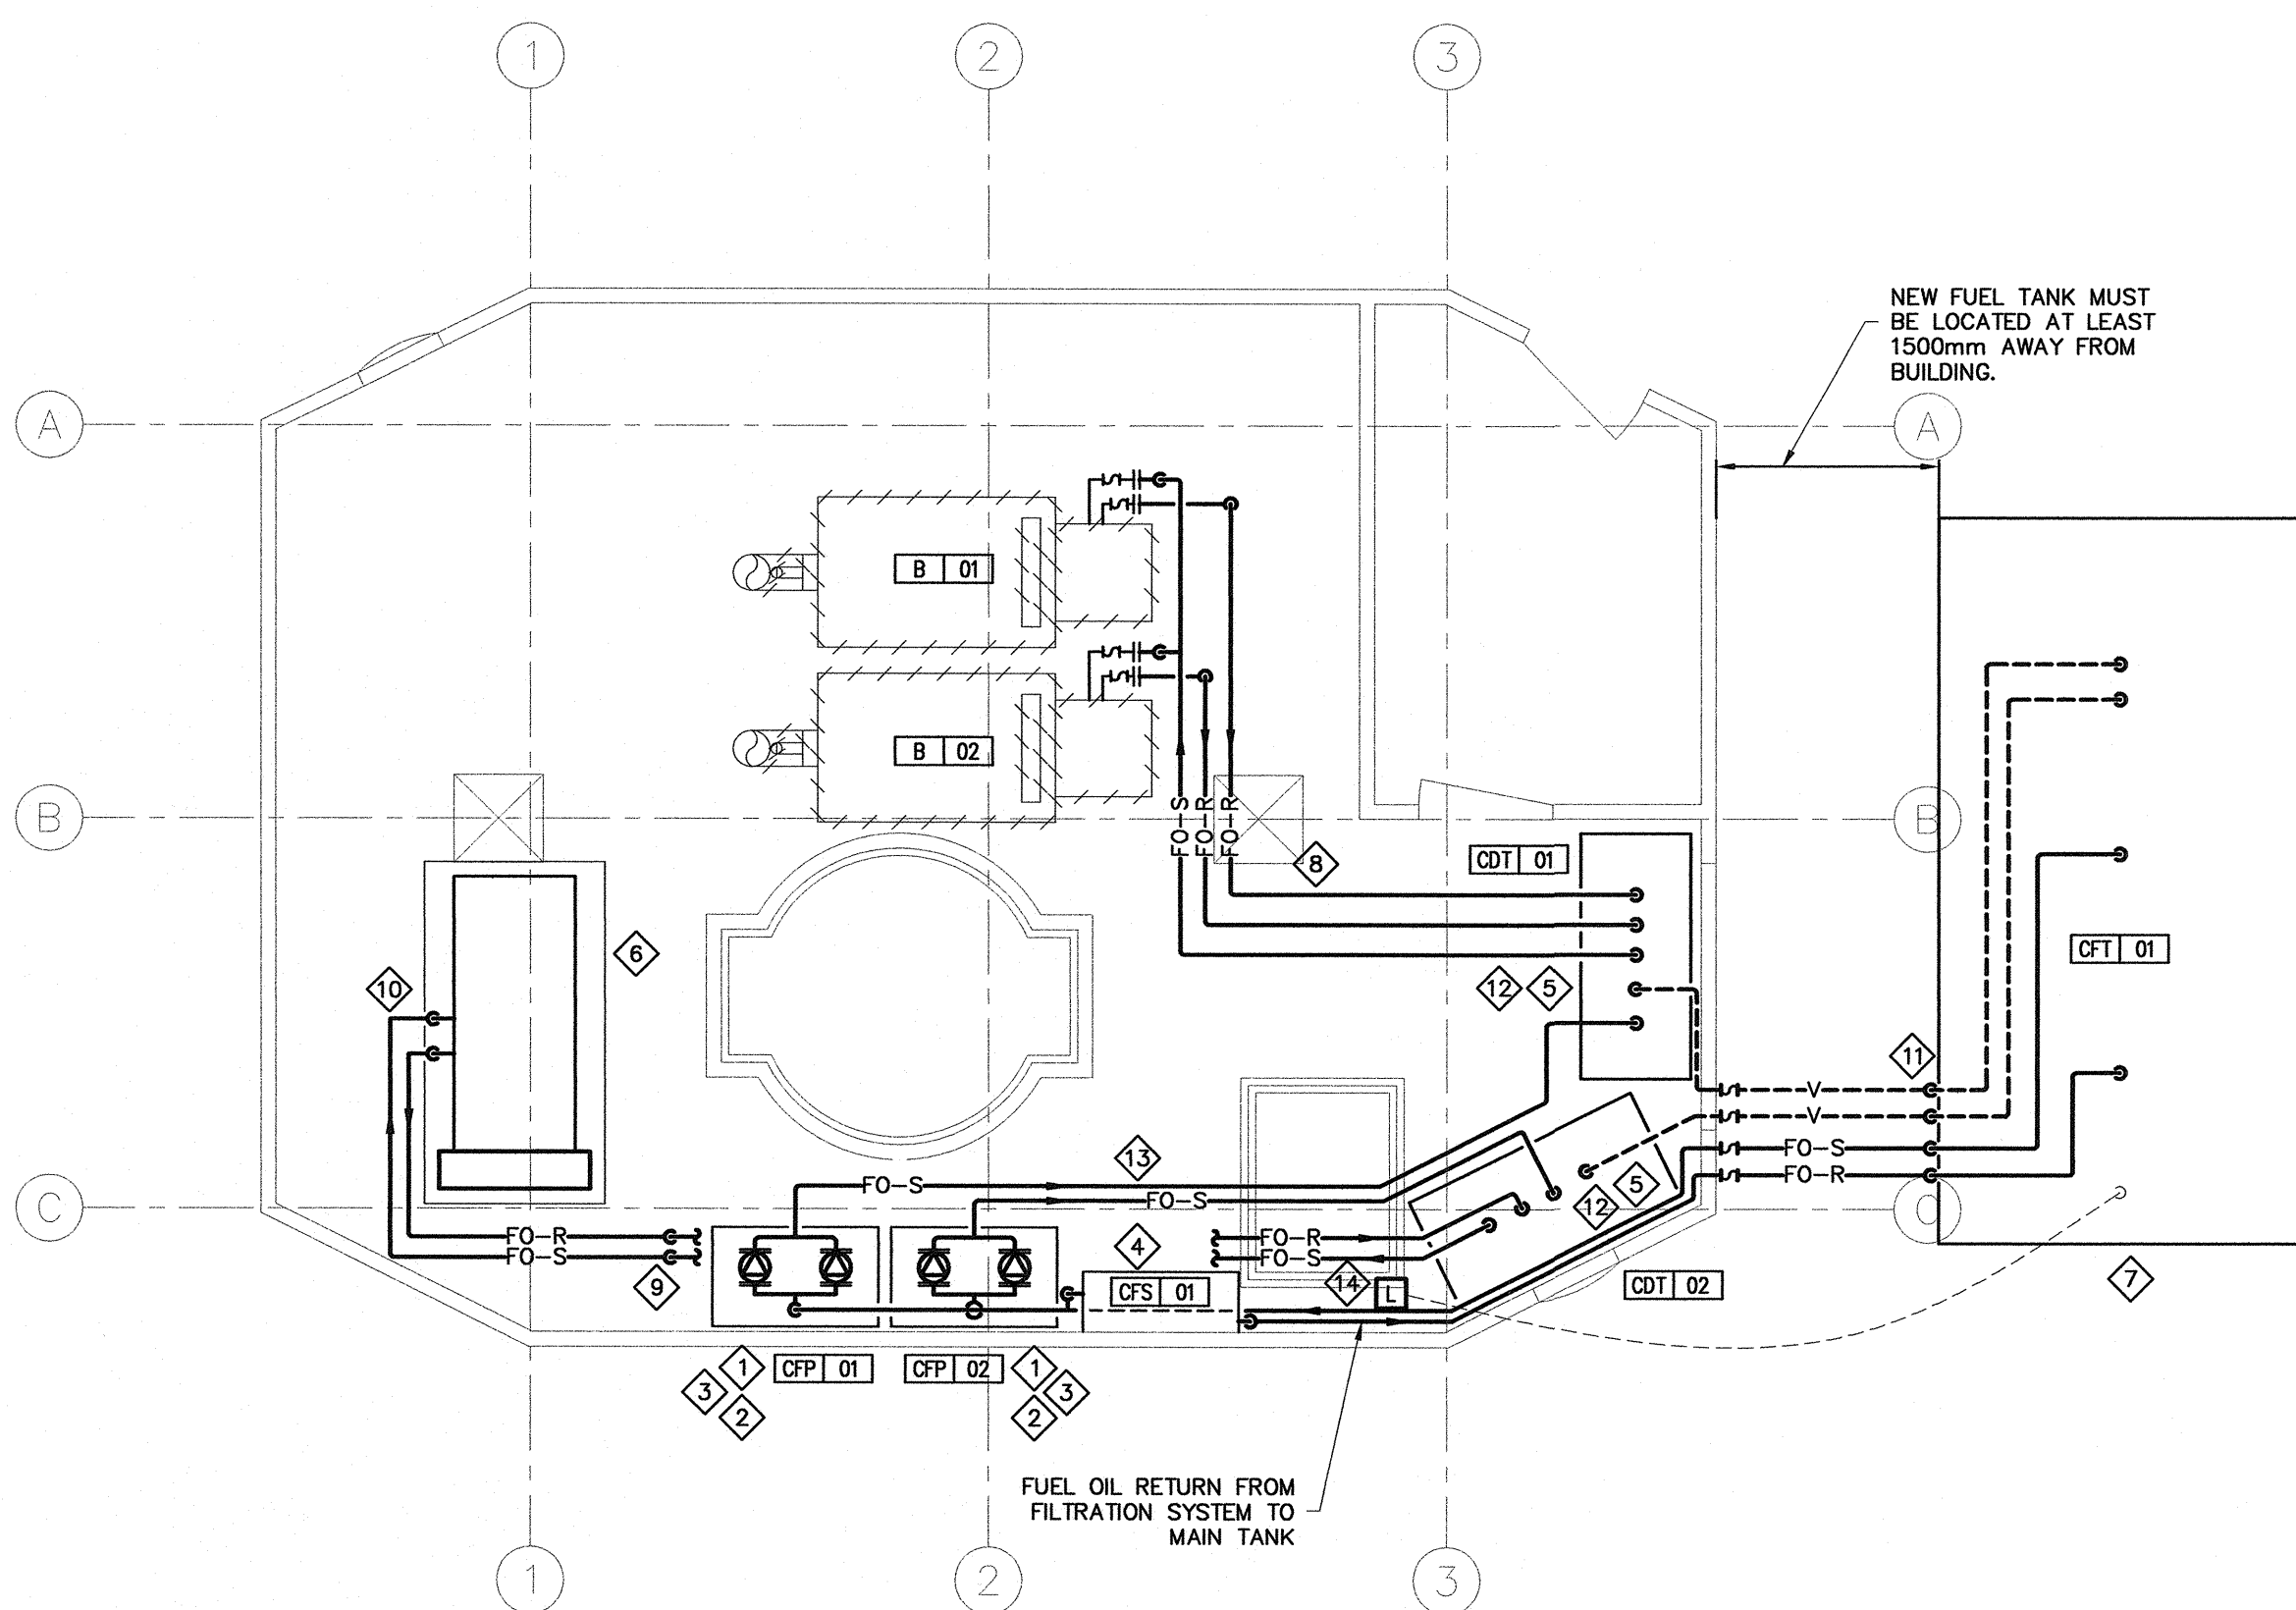 1 2 3
NEW FUEL TANK MUST
BE LOCATED AT LEAST
1500mm AWAY FROM
BUILDING.
A A
B 01
B 02
FO-S
FO-R
FO-R
B B
8
CDT 01
6
CFT 01
10
12 5
11
V
V
13
FO-S
FO-R
FO-S
FO-S
5
12
C C
FO-R
FO-S
FO-R
FO-S
4
9
14
L
CFS 01
CDT 02
7
1 CFP 01
3
2
CFP 02 1
3
2
FUEL OIL RETURN FROM
FILTRATION SYSTEM TO
MAIN TANK
1 2 3